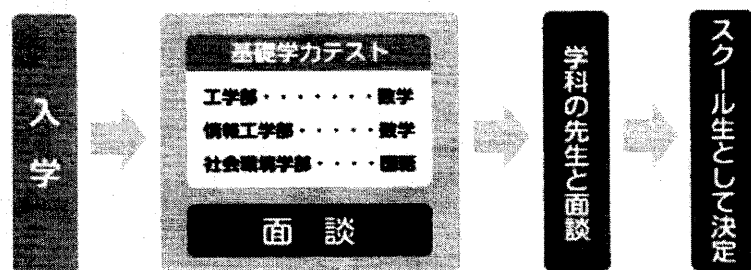 入学
基礎学力テスト
工学部・・・・・・・数学
情報工学部・・・・・数学
社会環境学部・・・・国語
面談
学科の先生と面談
スクール生として決定